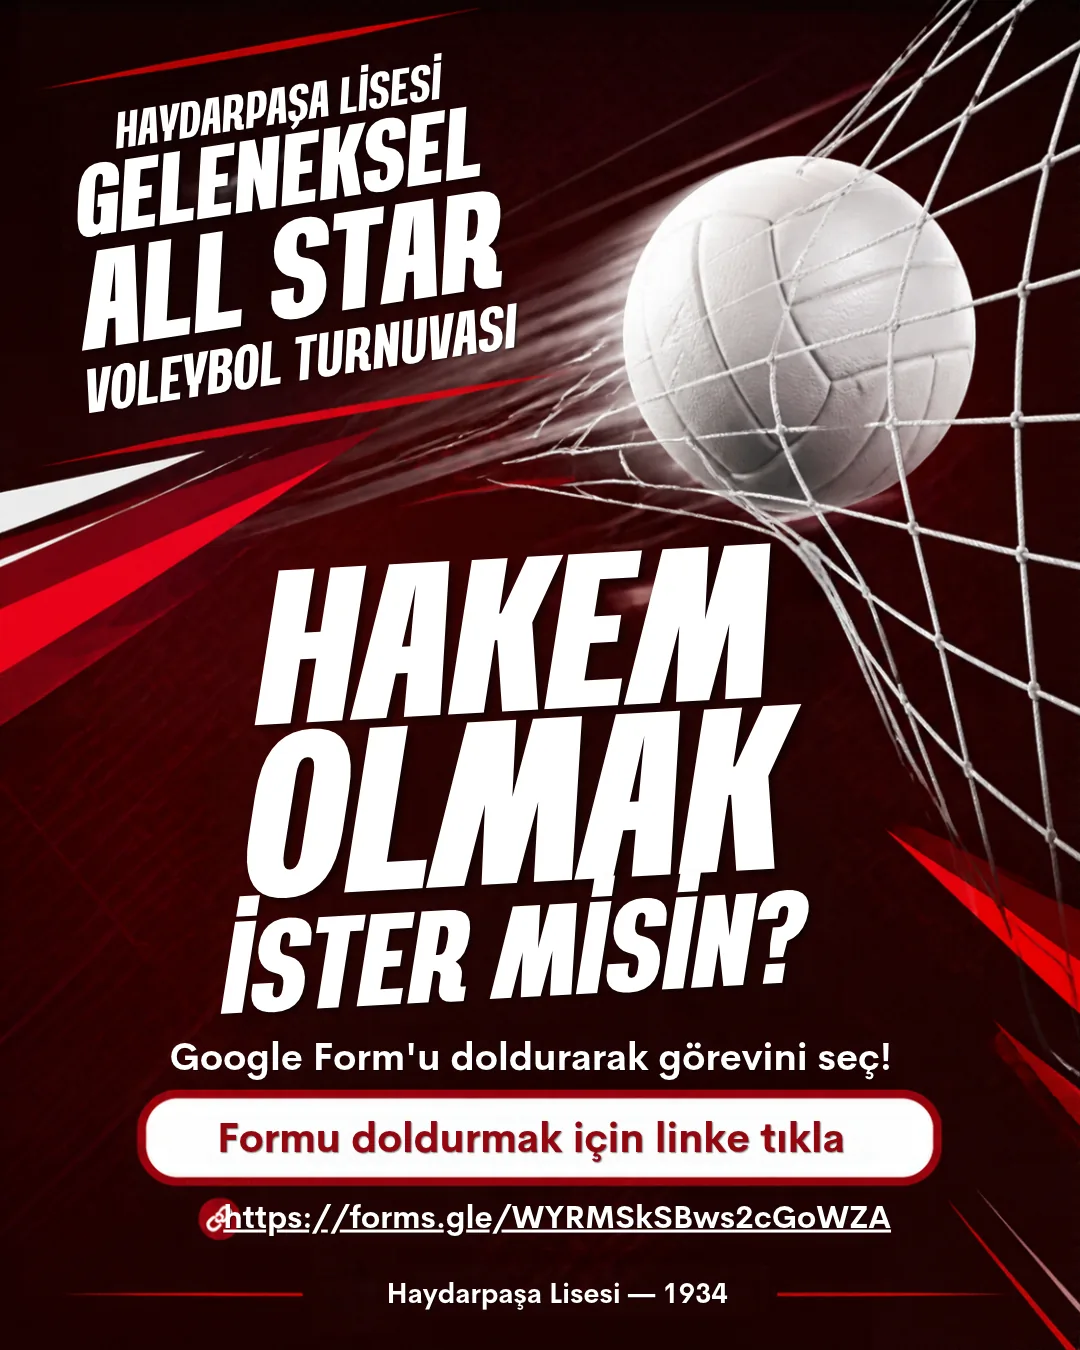 HAYDARPAŞA LİSESİ
GELENEKSEL
ALL STAR
VOLEYBOL TURNUVASI
HAKEM
OLMAK
İSTER MİSİN?
Google Form'u doldurarak görevini seç!
Formu doldurmak için linke tıkla
https://forms.gle/WYRMSkSBws2cGoWZA
Haydarpaşa Lisesi — 1934